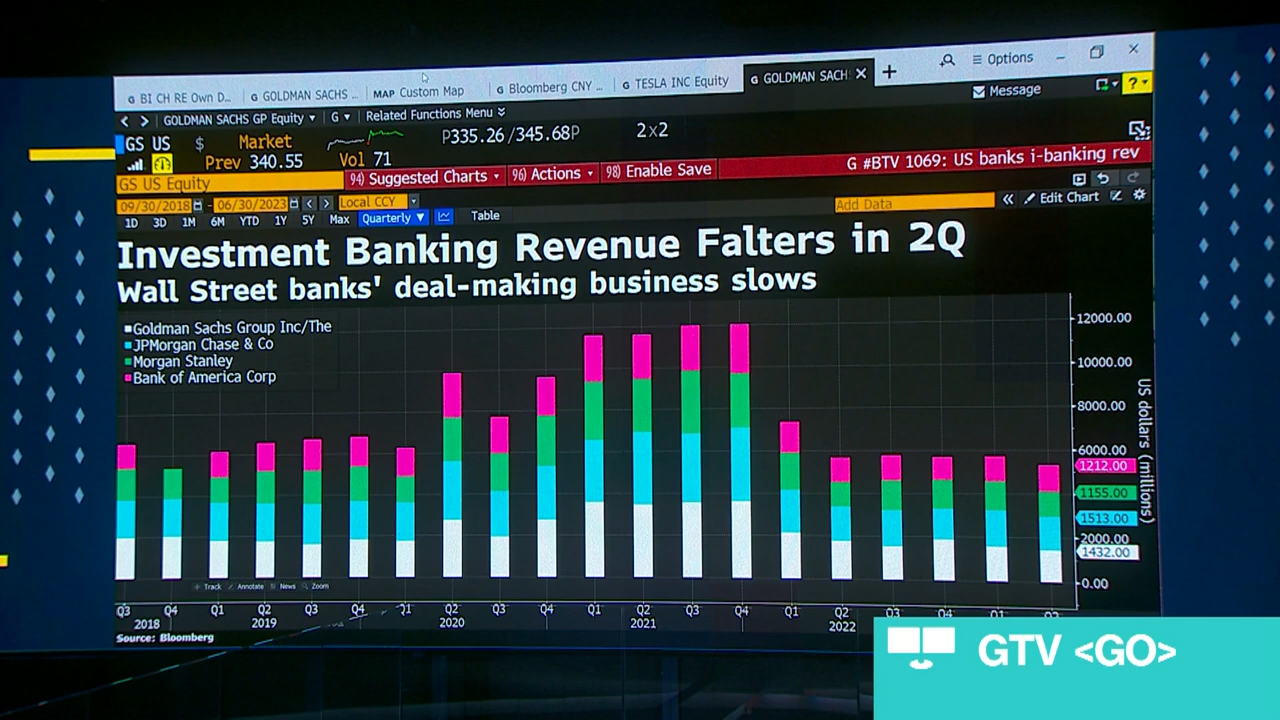 G BI CH RE Own D...
G GOLDMAN SACHS ...
MAP Custom Map
G Bloomberg CNY ...
G TESLA INC Equity
G GOLDMAN SACH
Options
GOLDMAN SACHS GP Equity
G
Related Functions Menu
Message
?
GS US
$
Market
P335.26/345.68P
2x2
Prev 340.55
Vol 71
GS US Equity
94) Suggested Charts
96) Actions
98) Enable Save
G #BTV 1069: US banks i-banking rev
09/30/2018 - 06/30/2023
Local CCY
Add Data
Edit Chart
1D 3D 1M 6M YTD 1Y 5Y Max Quarterly
Table
Investment Banking Revenue Falters in 2Q
Wall Street banks' deal-making business slows
Goldman Sachs Group Inc/The
JPMorgan Chase & Co
Morgan Stanley
Bank of America Corp
12000.00
10000.00
8000.00
6000.00
1212.00
1155.00
1513.00
2000.00
1432.00
0.00
US dollars (millions)
Track Annotate News Zoom
Q3 Q4 Q1 Q2 Q3 Q4 Q1 Q2 Q3 Q4 Q1 Q2 Q3 Q4 Q1 Q2 Q3 Q4 Q1 Q2
2018 2019 2020 2021 2022
Source: Bloomberg
GTV <GO>